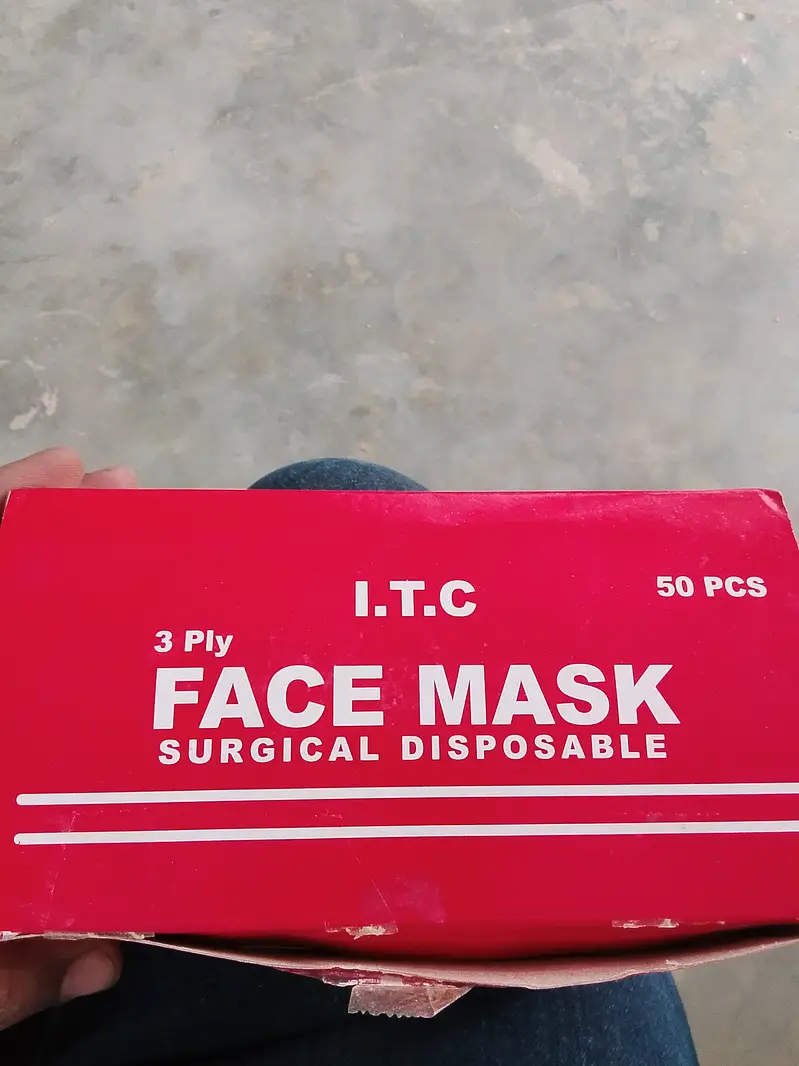 I.T.C
50 PCS
3 Ply
FACE MASK
SURGICAL DISPOSABLE